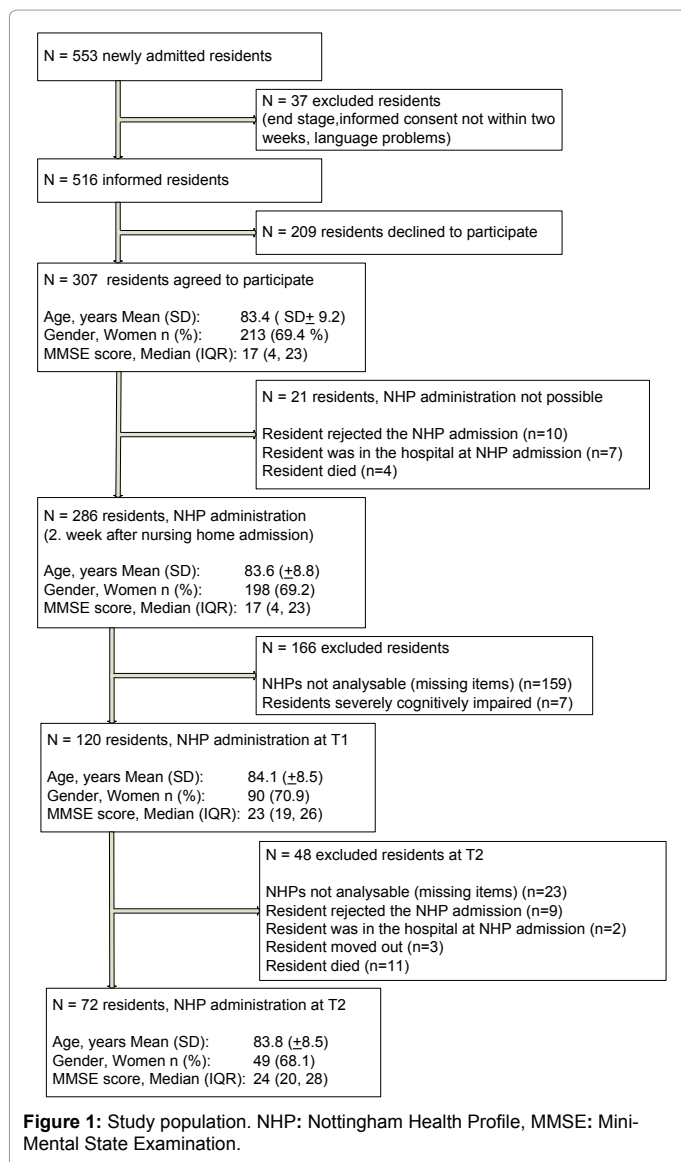 N = 553 newly admitted residents
N = 37 excluded residents
(end stage,informed consent not within two
weeks, language problems)
N = 516 informed residents
N = 209 residents declined to participate
N = 307  residents agreed to participate
Age, years Mean (SD): 83.4 ( SD± 9.2)
Gender, Women n (%): 213 (69.4 %)
MMSE score, Median (IQR): 17 (4, 23)
N = 21 residents, NHP administration not possible
Resident rejected the NHP admission (n=10)
Resident was in the hospital at NHP admission (n=7)
Resident died (n=4)
N = 286 residents, NHP administration
(2. week after nursing home admission)
Age, years Mean (SD): 83.6 (±8.8)
Gender, Women n (%): 198 (69.2)
MMSE score, Median (IQR): 17 (4, 23)
N = 166 excluded residents
NHPs not analysable (missing items) (n=159)
Residents severely cognitively impaired (n=7)
N = 120 residents, NHP administration at T1
Age, years Mean (SD): 84.1 (±8.5)
Gender, Women n (%): 90 (70.9)
MMSE score, Median (IQR): 23 (19, 26)
N = 48 excluded residents at T2
NHPs not analysable (missing items) (n=23)
Resident rejected the NHP admission (n=9)
Resident was in the hospital at NHP admission (n=2)
Resident moved out (n=3)
Resident died (n=11)
N = 72 residents, NHP administration at T2
Age, years Mean (SD): 83.8 (±8.5)
Gender, Women n (%): 49 (68.1)
MMSE score, Median (IQR): 24 (20, 28)
Figure 1: Study population. NHP: Nottingham Health Profile, MMSE: Mini-
Mental State Examination.